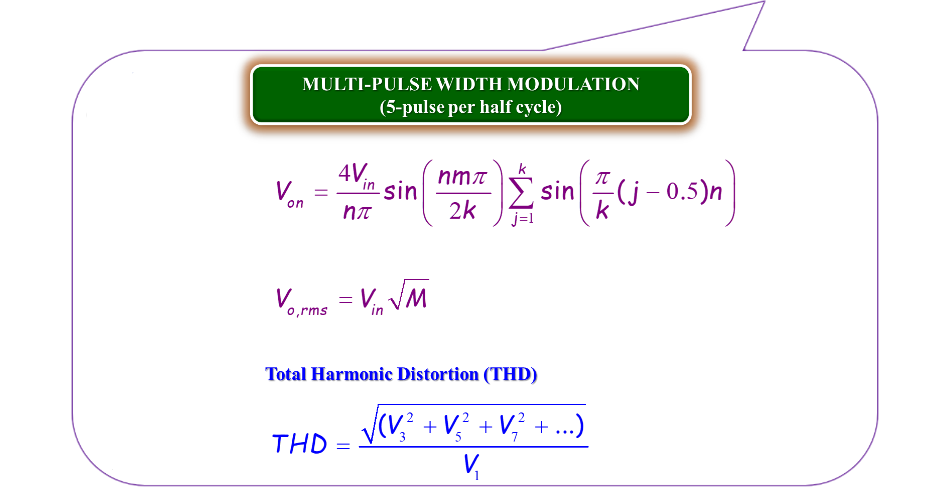 MULTI-PULSE WIDTH MODULATION
(5-pulse per half cycle)
$V_{on} = \frac{4V_{in}}{n\pi} \sin\left(\frac{nm\pi}{2k}\right) \sum_{j=1}^{k} \sin\left(\frac{\pi}{k}(j - 0.5)n\right)$
$V_{o,rms} = V_{in}\sqrt{M}$
Total Harmonic Distortion (THD)
$THD = \frac{\sqrt{(V_3^2 + V_5^2 + V_7^2 + ...)}}{V_1}$